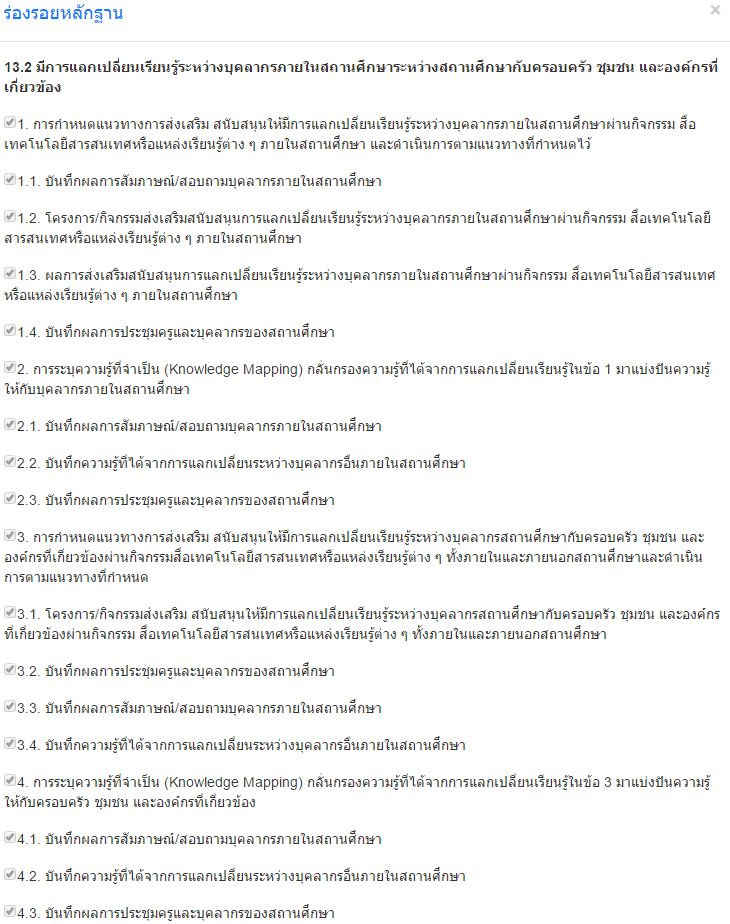 ร่องรอยหลักฐาน
×
13.2 มีการแลกเปลี่ยนเรียนรู้ระหว่างบุคลากรภายในสถานศึกษาระหว่างสถานศึกษากับครอบครัว ชุมชน และองค์กรที่
เกี่ยวข้อง
1. การกำหนดแนวทางการส่งเสริม สนับสนุนให้มีการแลกเปลี่ยนเรียนรู้ระหว่างบุคลากรภายในสถานศึกษาผ่านกิจกรรม สื่อ
เทคโนโลยีสารสนเทศหรือแหล่งเรียนรู้ต่าง ๆ ภายในสถานศึกษา และดำเนินการตามแนวทางที่กำหนดไว้
1.1. บันทึกผลการสัมภาษณ์/สอบถามบุคลากรภายในสถานศึกษา
1.2. โครงการ/กิจกรรมส่งเสริมสนับสนุนการแลกเปลี่ยนเรียนรู้ระหว่างบุคลากรภายในสถานศึกษาผ่านกิจกรรม สื่อเทคโนโลยี
สารสนเทศหรือแหล่งเรียนรู้ต่าง ๆ ภายในสถานศึกษา
1.3. ผลการส่งเสริมสนับสนุนการแลกเปลี่ยนเรียนรู้ระหว่างบุคลากรภายในสถานศึกษาผ่านกิจกรรม สื่อเทคโนโลยีสารสนเทศ
หรือแหล่งเรียนรู้ต่าง ๆ ภายในสถานศึกษา
1.4. บันทึกผลการประชุมครูและบุคลากรของสถานศึกษา
2. การระบุความรู้ที่จำเป็น (Knowledge Mapping) กลั่นกรองความรู้ที่ได้จากการแลกเปลี่ยนเรียนรู้ในข้อ 1 มาแบ่งปันความรู้
ให้กับบุคลากรภายในสถานศึกษา
2.1. บันทึกผลการสัมภาษณ์/สอบถามบุคลากรภายในสถานศึกษา
2.2. บันทึกความรู้ที่ได้จากการแลกเปลี่ยนระหว่างบุคลากรอื่นภายในสถานศึกษา
2.3. บันทึกผลการประชุมครูและบุคลากรของสถานศึกษา
3. การกำหนดแนวทางการส่งเสริม สนับสนุนให้มีการแลกเปลี่ยนเรียนรู้ระหว่างบุคลากรสถานศึกษากับครอบครัว ชุมชน และ
องค์กรที่เกี่ยวข้องผ่านกิจกรรมสื่อเทคโนโลยีสารสนเทศหรือแหล่งเรียนรู้ต่าง ๆ ทั้งภายในและภายนอกสถานศึกษาและดำเนิน
การตามแนวทางที่กำหนด
3.1. โครงการ/กิจกรรมส่งเสริม สนับสนุนให้มีการแลกเปลี่ยนเรียนรู้ระหว่างบุคลากรสถานศึกษากับครอบครัว ชุมชน และองค์กร
ที่เกี่ยวข้องผ่านกิจกรรม สื่อเทคโนโลยีสารสนเทศหรือแหล่งเรียนรู้ต่าง ๆ ทั้งภายในและภายนอกสถานศึกษา
3.2. บันทึกผลการประชุมครูและบุคลากรของสถานศึกษา
3.3. บันทึกผลการสัมภาษณ์/สอบถามบุคลากรภายในสถานศึกษา
3.4. บันทึกความรู้ที่ได้จากการแลกเปลี่ยนระหว่างบุคลากรอื่นภายในสถานศึกษา
4. การระบุความรู้ที่จำเป็น (Knowledge Mapping) กลั่นกรองความรู้ที่ได้จากการแลกเปลี่ยนเรียนรู้ในข้อ 3 มาแบ่งปันความรู้
ให้กับครอบครัว ชุมชน และองค์กรที่เกี่ยวข้อง
4.1. บันทึกผลการสัมภาษณ์/สอบถามบุคลากรภายในสถานศึกษา
4.2. บันทึกความรู้ที่ได้จากการแลกเปลี่ยนระหว่างบุคลากรอื่นภายในสถานศึกษา
4.3. บันทึกผลการประชุมครูและบุคลากรของสถานศึกษา